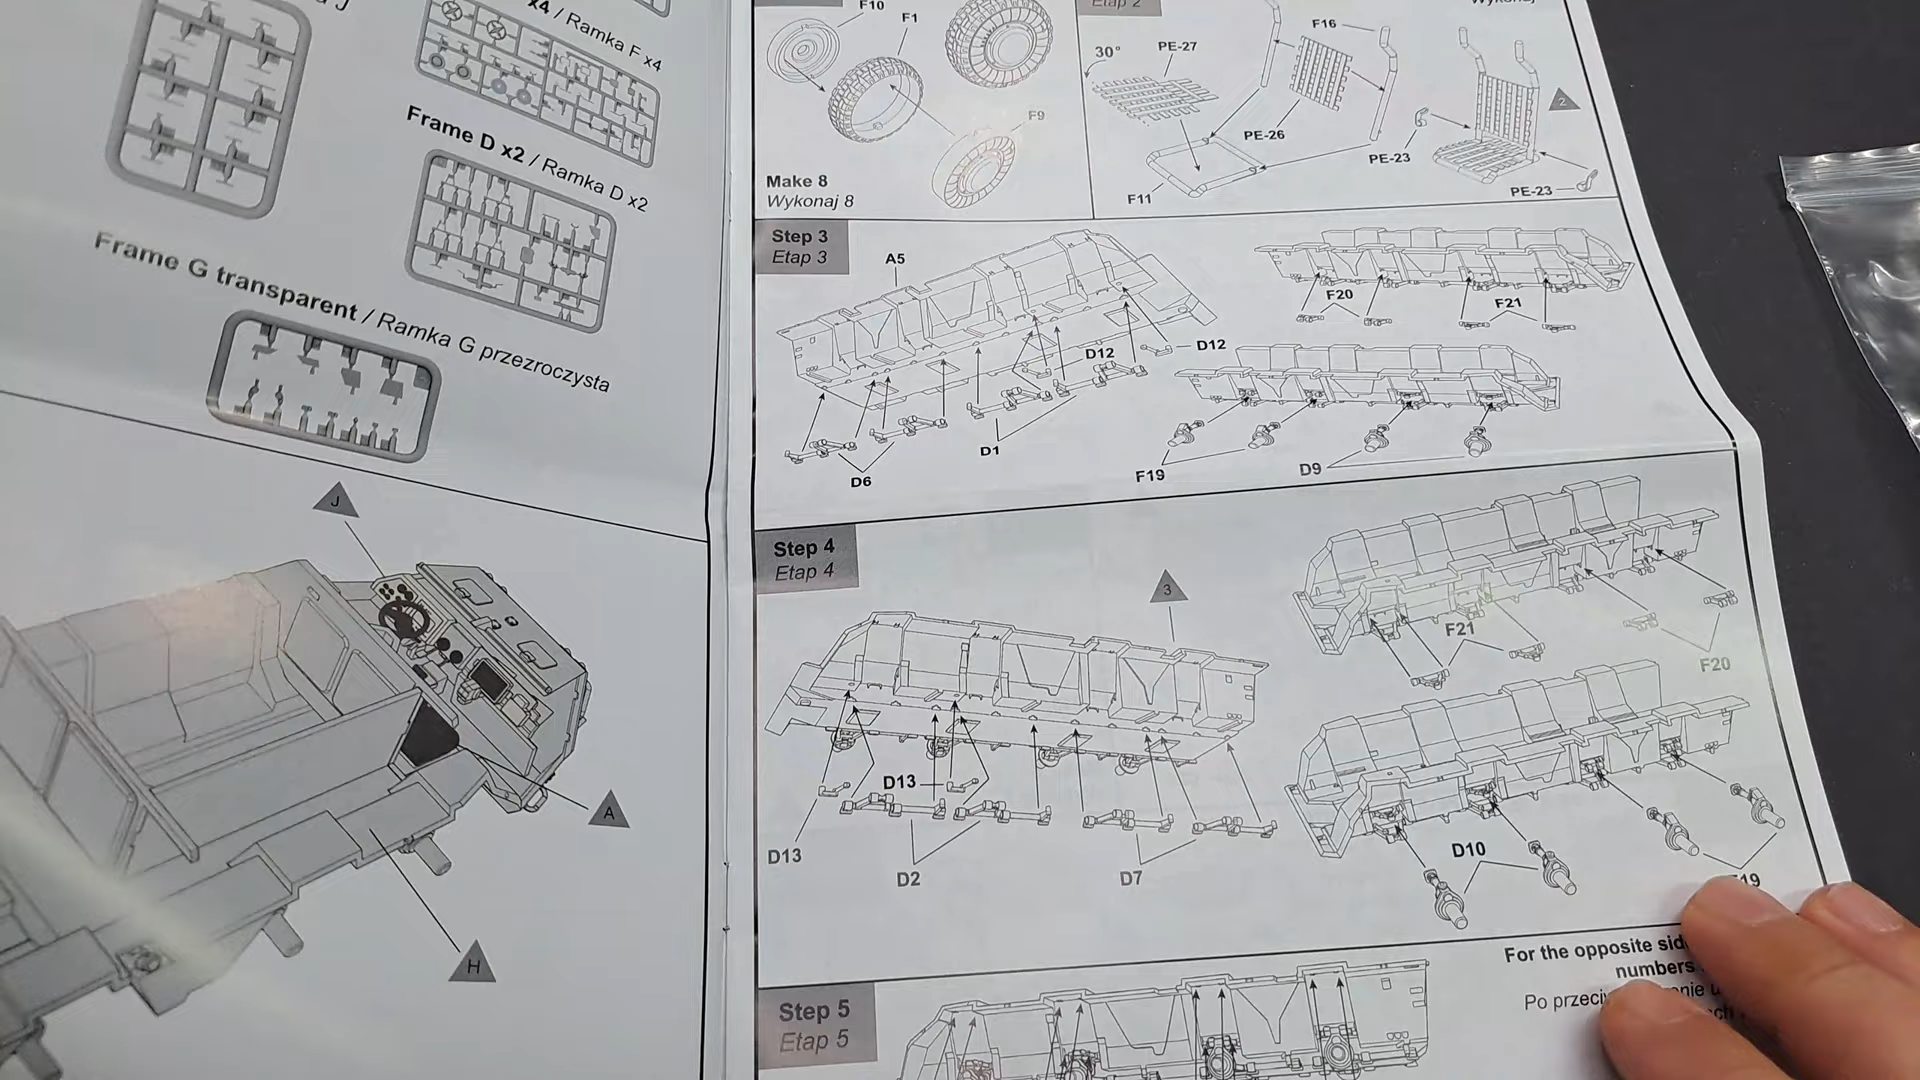 J
x4 / Ramka F x4
Frame D x2 / Ramka D x2
Frame G transparent / Ramka G przezroczysta
J
A
H
F10
F1
F9
Make 8
Wykonaj 8
Etap 2
30°
PE-27
F16
PE-26
F11
PE-23
PE-23
2
Step 3
Etap 3
A5
D12
D12
D1
D6
F20
F21
F19
D9
Step 4
Etap 4
3
D13
D13
D2
D7
F21
F20
D10
19
For the opposite sid
numbers
Po przeciw
Step 5
Etap 5